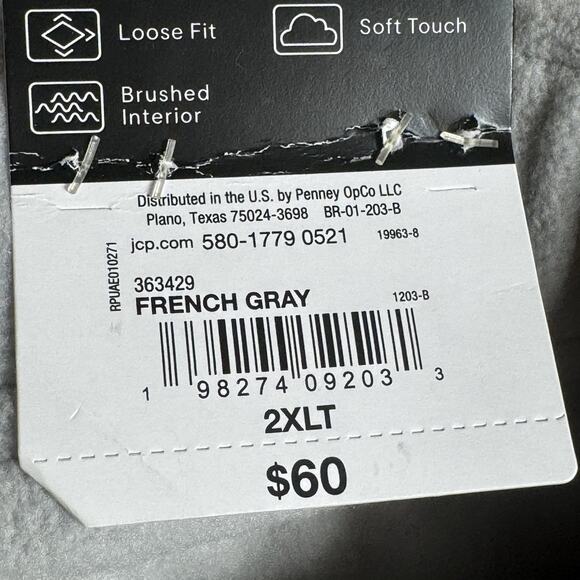 Loose Fit
Soft Touch
Brushed
Interior
Distributed in the U.S. by Penney OpCo LLC
Plano, Texas 75024-3698 BR-01-203-B
jcp.com 580-1779 0521 19963-8
RPUAE010271
363429
FRENCH GRAY 1203-B
1 98274 09203 3
2XLT
$60